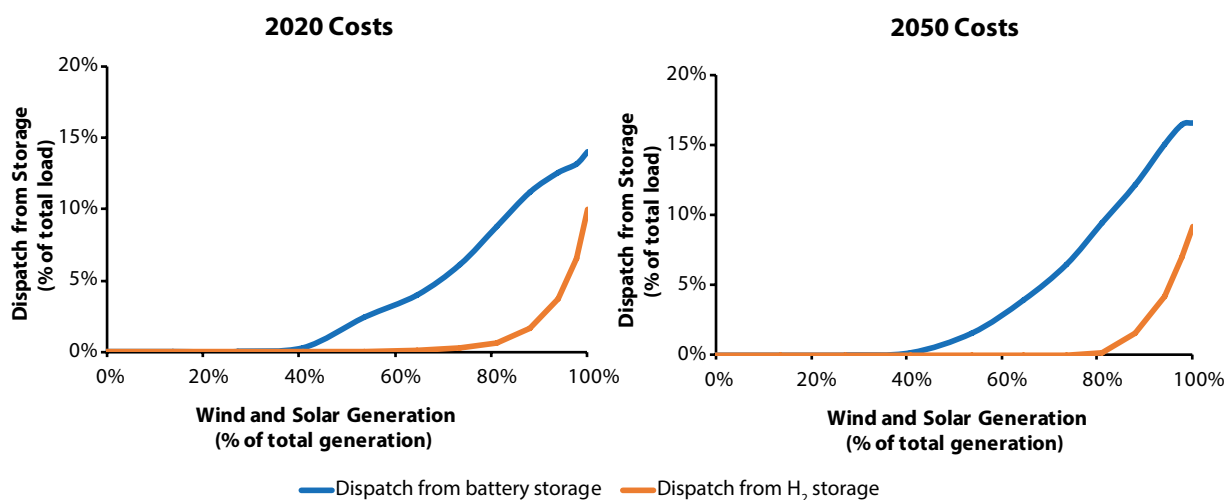 2020 Costs
20%
15%
10%
5%
0%
Dispatch from Storage
(% of total load)
0%
20%
40%
60%
80%
100%
Wind and Solar Generation
(% of total generation)
2050 Costs
20%
15%
10%
5%
0%
Dispatch from Storage
(% of total load)
0%
20%
40%
60%
80%
100%
Wind and Solar Generation
(% of total generation)
Dispatch from battery storage
Dispatch from H₂ storage